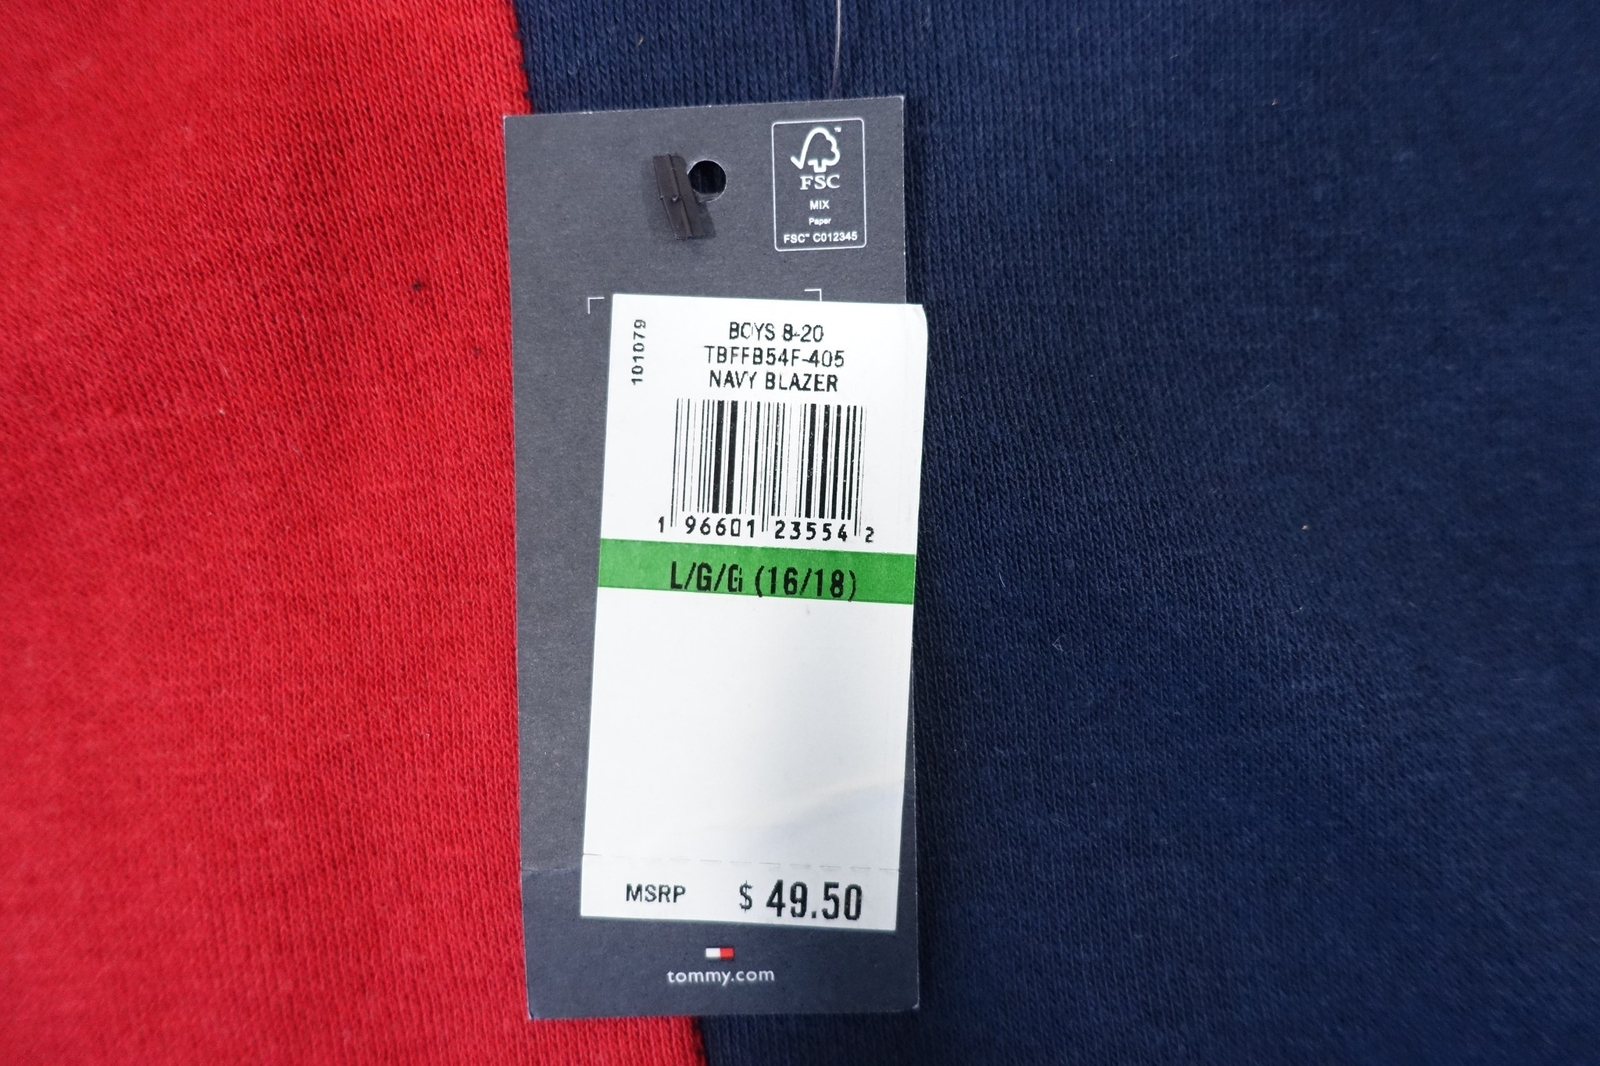 FSC
MIX
Paper
FSC™ C012345
101079
BOYS 8-20
TBFFB54F-405
NAVY BLAZER
1 96601 23554 2
L/G/G (16/18)
MSRP $ 49.50
tommy.com